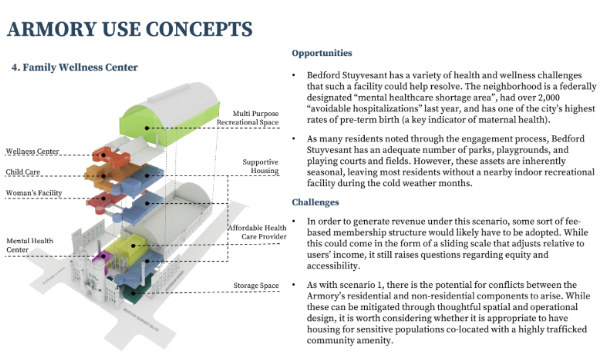 ARMORY USE CONCEPTS
4. Family Wellness Center
Multi Purpose
Recreational Space
Wellness Center
Child Care
Woman's Facility
Supportive
Housing
Mental Health
Center
Affordable Health
Care Provider
Storage Space
Opportunities
• Bedford Stuyvesant has a variety of health and wellness challenges
that such a facility could help resolve. The neighborhood is a federally
designated “mental healthcare shortage area”, had over 2,000
“avoidable hospitalizations” last year, and has one of the city's highest
rates of pre-term birth (a key indicator of maternal health).
• As many residents noted through the engagement process, Bedford
Stuyvesant has an adequate number of parks, playgrounds, and
playing courts and fields. However, these assets are inherently
seasonal, leaving most residents without a nearby indoor recreational
facility during the cold weather months.
Challenges
• In order to generate revenue under this scenario, some sort of fee-
based membership structure would likely have to be adopted. While
this could come in the form of a sliding scale that adjusts relative to
users' income, it still raises questions regarding equity and
accessibility.
• As with scenario 1, there is the potential for conflicts between the
Armory's residential and non-residential components to arise. While
these can be mitigated through thoughtful spatial and operational
design, it is worth considering whether it is appropriate to have
housing for sensitive populations co-located with a highly trafficked
community amenity.